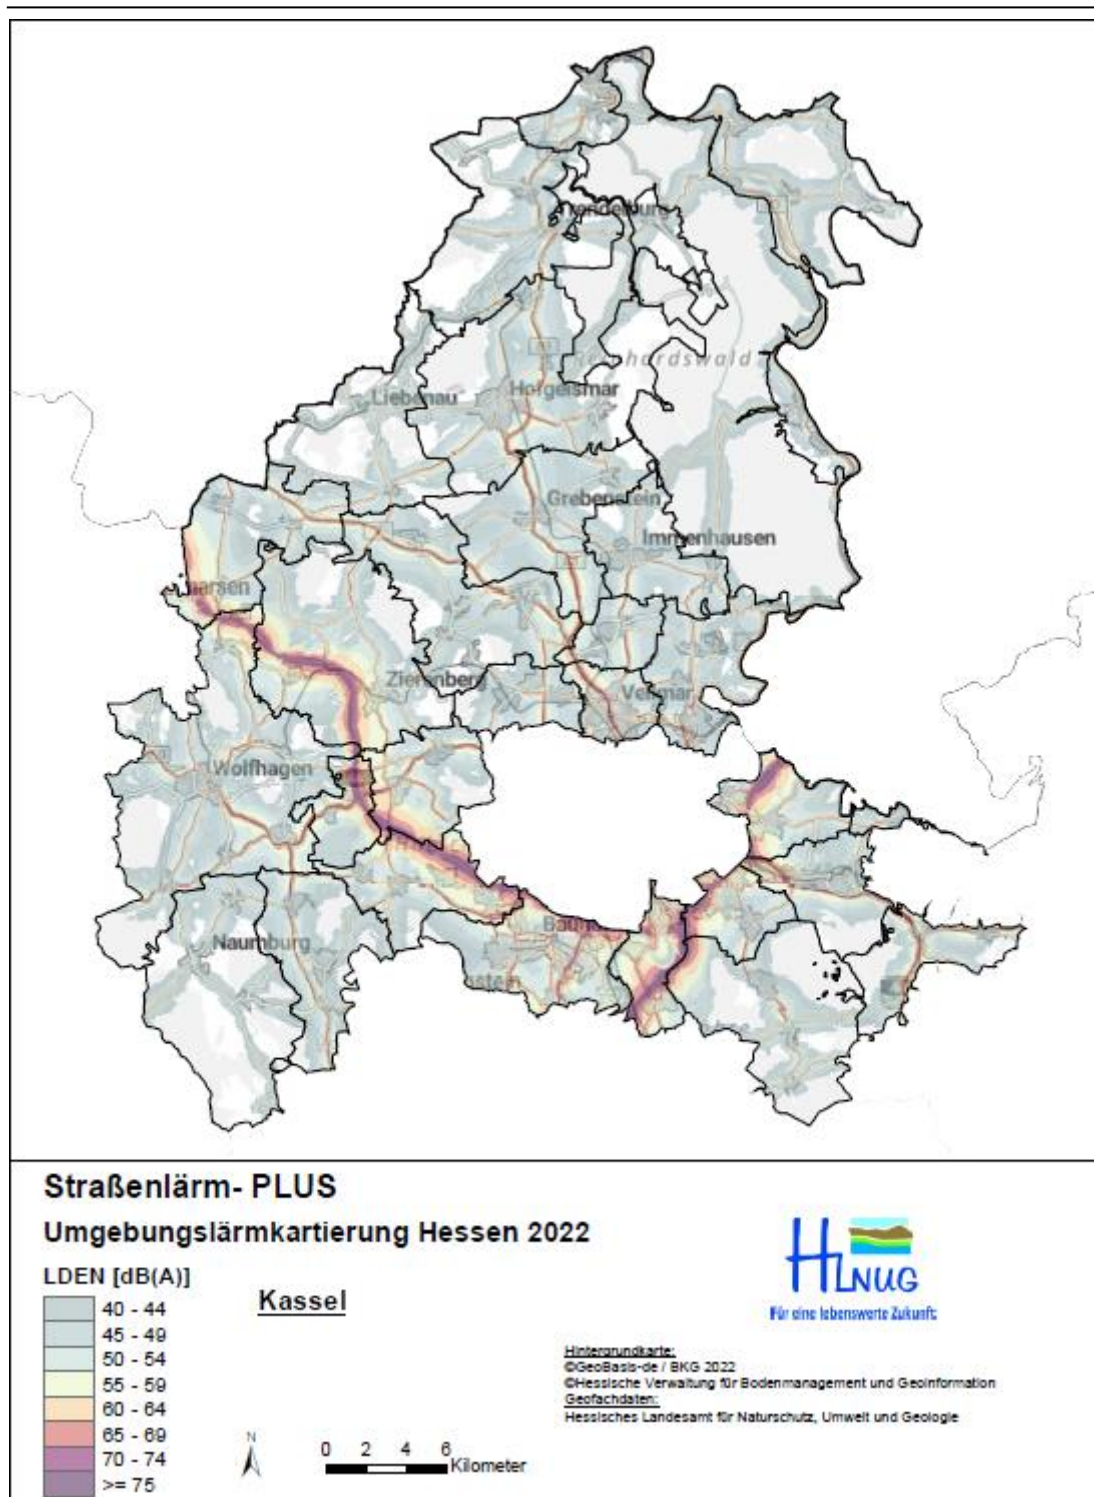 Trendelburg
Reinhardswald
Hofgeismar
Liebenau
Grebenstein
Immenhausen
Zierenberg
Vellmar
Wolfhagen
Naumburg
Straßenlärm- PLUS
Umgebungslärmkartierung Hessen 2022
LDEN [dB(A)]
Kassel
40 - 44
45 - 49
50 - 54
55 - 59
60 - 64
65 - 69
70 - 74
>= 75
N
0 2 4 6
Kilometer
HLNUG
Für eine lebenswerte Zukunft
Hintergrundkarte:
©GeoBasis-de / BKG 2022
©Hessische Verwaltung für Bodenmanagement und Geoinformation
Geofachdaten:
Hessisches Landesamt für Naturschutz, Umwelt und Geologie